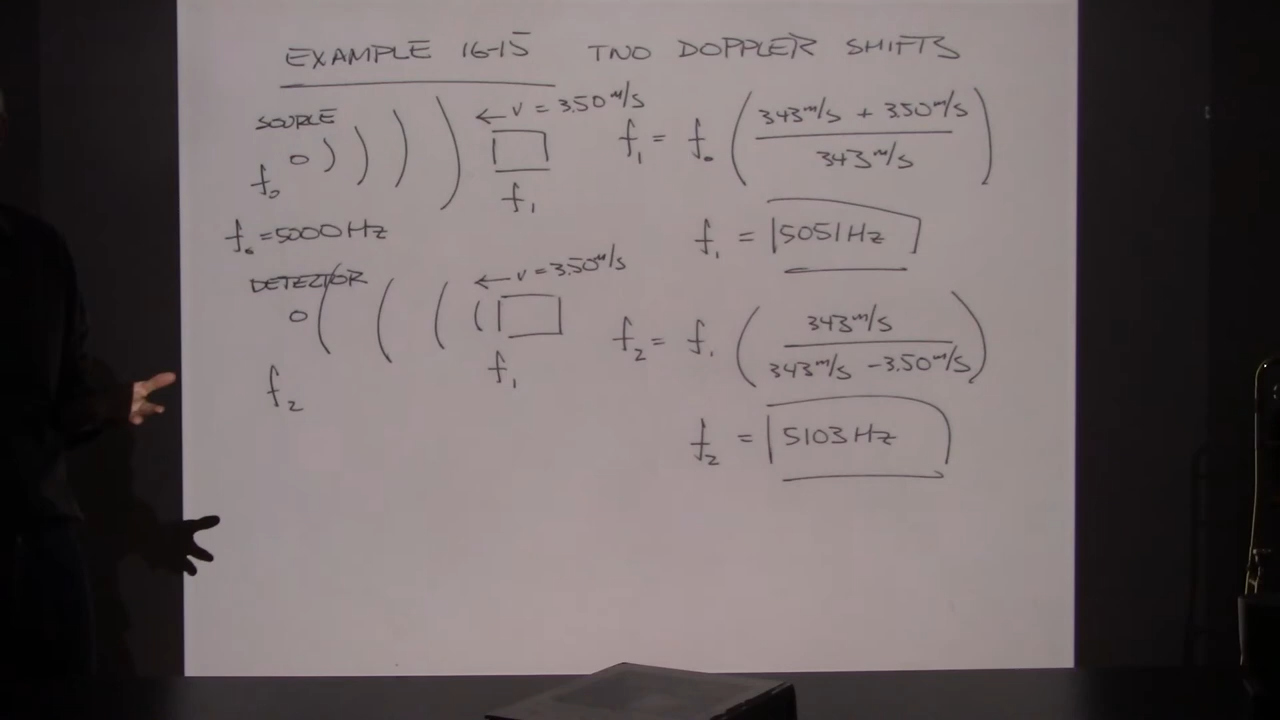 EXAMPLE 16-15 TWO DOPPLER SHIFTS
SOURCE
f₀
f₀ = 5000 Hz
← v = 3.50 m/s
f₁
f₁ = f₀ (343 m/s + 3.50 m/s / 343 m/s)
f₁ = 5051 Hz
DETECTOR
← v = 3.50 m/s
f₁
f₂
f₂ = f₁ (343 m/s / 343 m/s - 3.50 m/s)
f₂ = 5103 Hz